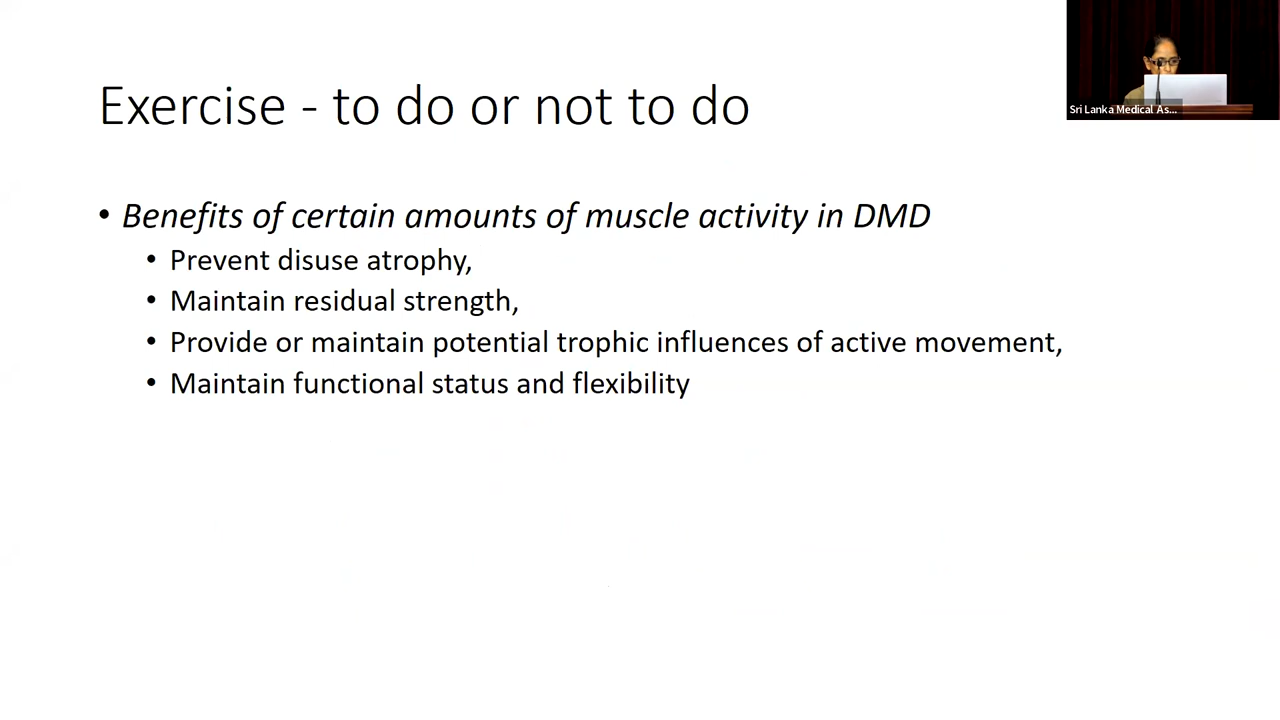 Exercise - to do or not to do
Sri Lanka Medical As...
• Benefits of certain amounts of muscle activity in DMD
• Prevent disuse atrophy,
• Maintain residual strength,
• Provide or maintain potential trophic influences of active movement,
• Maintain functional status and flexibility